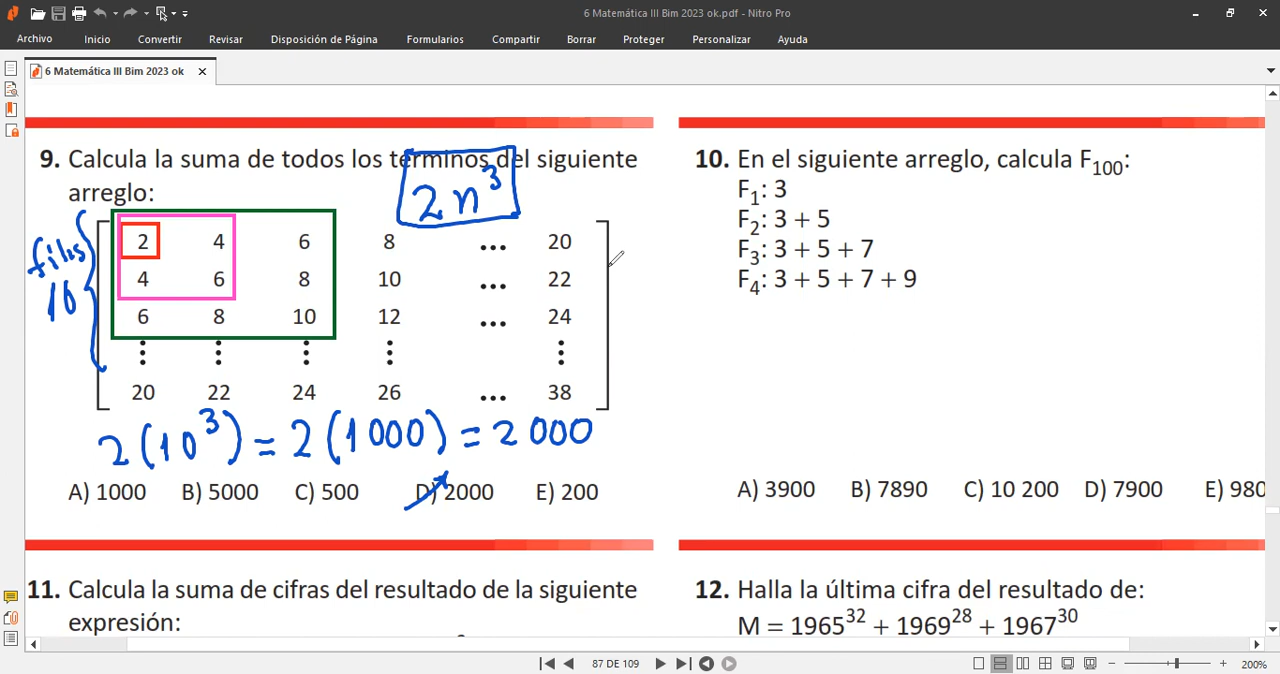 6 Matemática III Bim 2023 ok.pdf - Nitro Pro
Archivo Inicio Convertir Revisar Disposición de Página Formularios Compartir Borrar Proteger Personalizar Ayuda
6 Matemática III Bim 2023 ok
9. Calcula la suma de todos los términos del siguiente
arreglo:
2n³
2 4 6 8 ... 20
4 6 8 10 ... 22
6 8 10 12 ... 24
⋮ ⋮ ⋮ ⋮ ⋮
20 22 24 26 ... 38
filas
10
2(10³) = 2(1000) = 2000
A) 1000 B) 5000 C) 500 D) 2000 E) 200
10. En el siguiente arreglo, calcula F₁₀₀:
F₁: 3
F₂: 3 + 5
F₃: 3 + 5 + 7
F₄: 3 + 5 + 7 + 9
A) 3900 B) 7890 C) 10 200 D) 7900 E) 980
11. Calcula la suma de cifras del resultado de la siguiente
expresión:
12. Halla la última cifra del resultado de:
M = 1965³² + 1969²⁸ + 1967³⁰
87 DE 109
200%